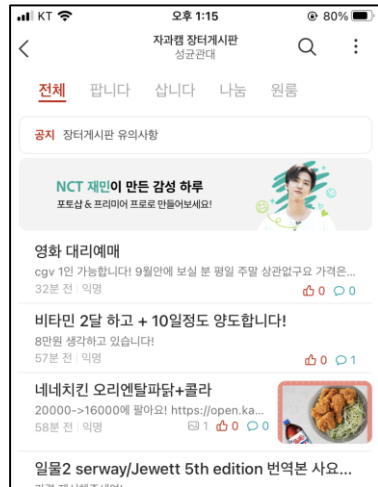 KT 오후 1:15 80%
자과캠 장터게시판
성균관대
전체 팝니다 삽니다 나눔 원룸
공지 장터게시판 유의사항
NCT 재민이 만든 감성 하루
포토샵 & 프리미어 프로로 만들어보세요!
영화 대리예매
cgv 1인 가능합니다! 9월안에 보실 분 평일 주말 상관없구요 가격은...
32분 전 | 익명 0 0
비타민 2달 하고 + 10일정도 양도합니다!
8만원 생각하고 있습니다!
57분 전 | 익명 0 1
네네치킨 오리엔탈파닭+콜라
20000->16000에 팔아요! https://open.ka...
58분 전 | 익명 1 0 0
일물2 serway/Jewett 5th edition 번역본 사요...